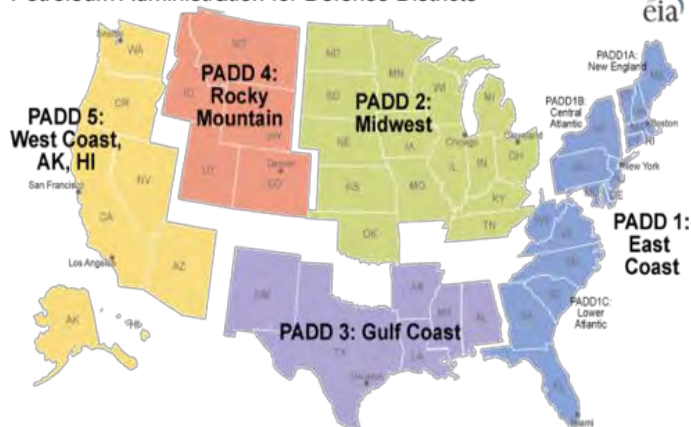 Petroleum Administration for Defense Districts
eia
PADD 5:
West Coast,
AK, HI
PADD 4:
Rocky
Mountain
PADD 2:
Midwest
PADD1A:
New England
PADD1B:
Central
Atlantic
PADD 1:
East
Coast
PADD1C:
Lower
Atlantic
PADD 3: Gulf Coast
Seattle
WA
OR
San Francisco
NV
CA
Los Angeles
AZ
AK
HI
MT
ID
WY
UT
Denver
CO
ND
SD
NE
KS
OK
MN
IA
MO
WI
Chicago
IL
MI
IN
Cleveland
OH
KY
TN
NM
TX
Houston
AR
LA
MS
AL
ME
Boston
RI
New York
DE
WV
VA
SC
GA
Miami